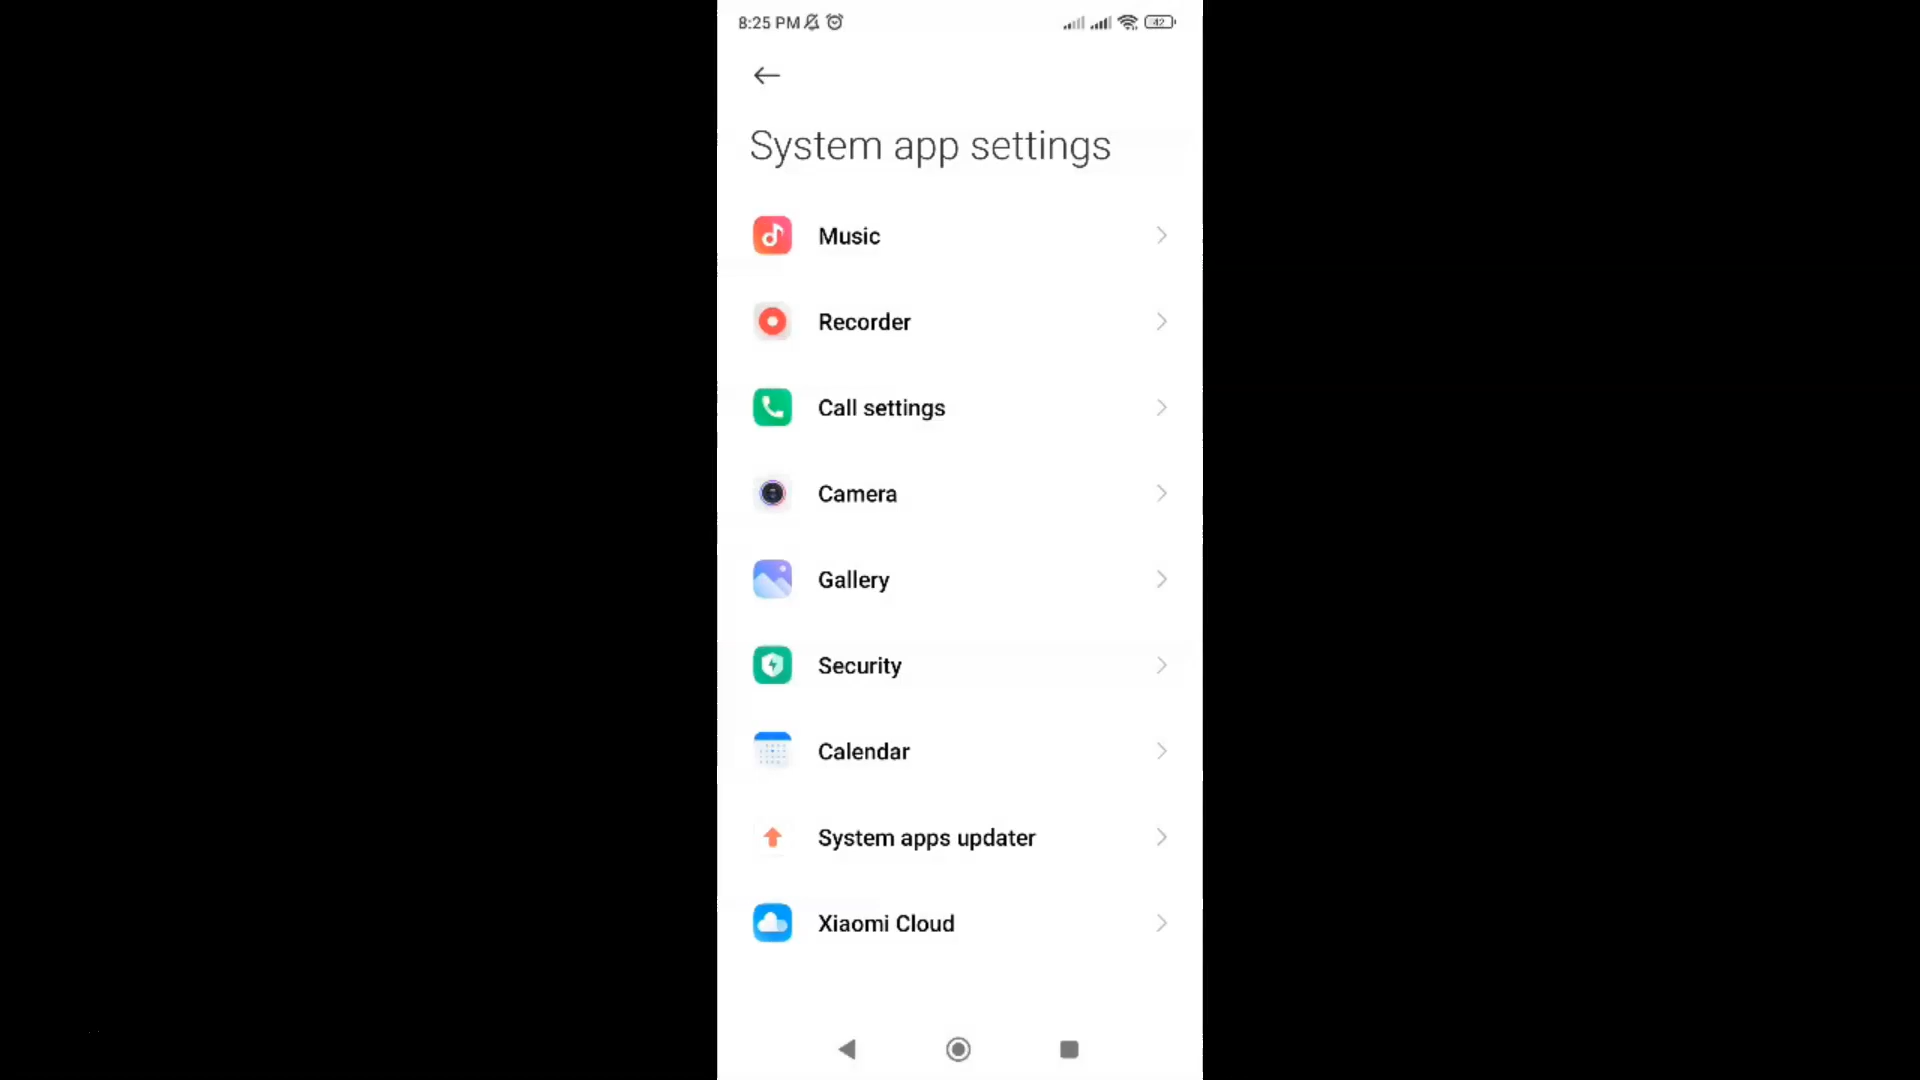 8:25 PM 42
System app settings
Music
Recorder
Call settings
Camera
Gallery
Security
Calendar
System apps updater
Xiaomi Cloud